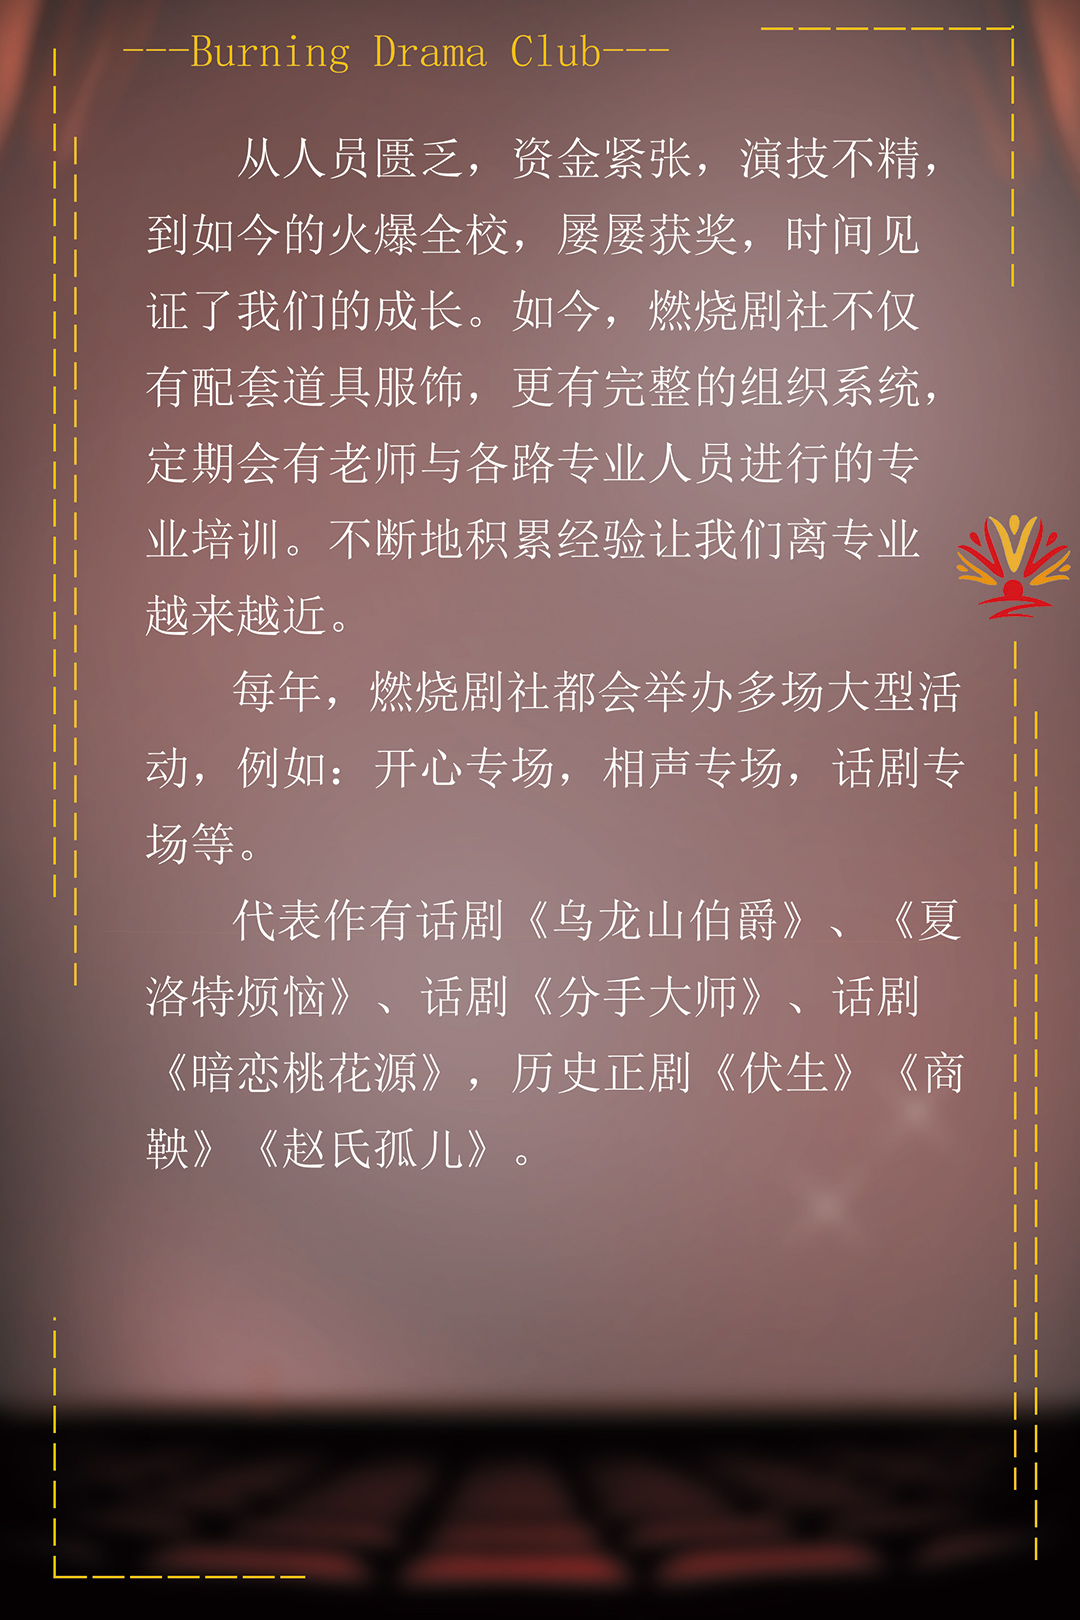 ---Burning Drama Club---
从人员匮乏，资金紧张，演技不精，
到如今的火爆全校，屡屡获奖，时间见
证了我们的成长。如今，燃烧剧社不仅
有配套道具服饰，更有完整的组织系统，
定期会有老师与各路专业人员进行的专
业培训。不断地积累经验让我们离专业
越来越近。
每年，燃烧剧社都会举办多场大型活
动，例如：开心专场，相声专场，话剧专
场等。
代表作有话剧《乌龙山伯爵》、《夏
洛特烦恼》、话剧《分手大师》、话剧
《暗恋桃花源》，历史正剧《伏生》《商
鞅》《赵氏孤儿》。